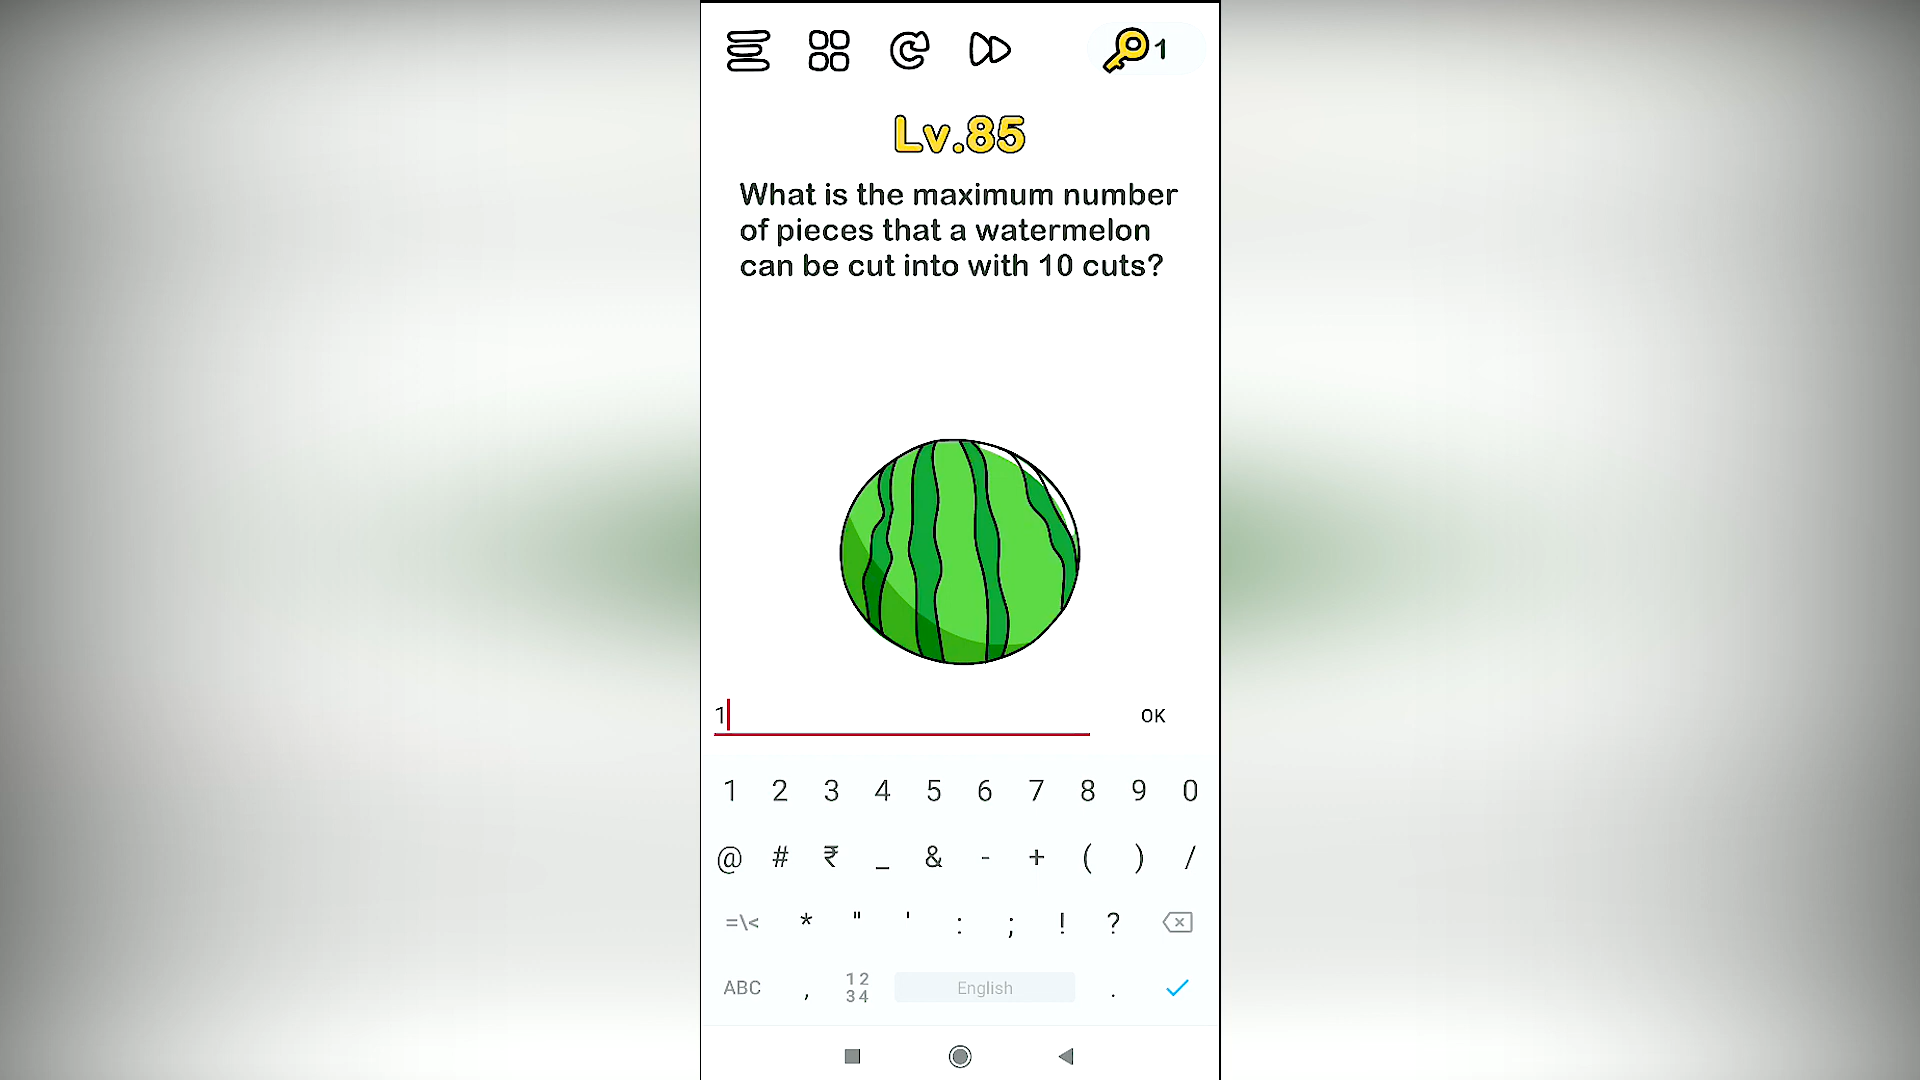 1
Lv.85
What is the maximum number
of pieces that a watermelon
can be cut into with 10 cuts?
1
OK
1 2 3 4 5 6 7 8 9 0
@ # ₹ _ & - + ( ) /
=\< * " ' : ; ! ?
ABC , 12 34 English .